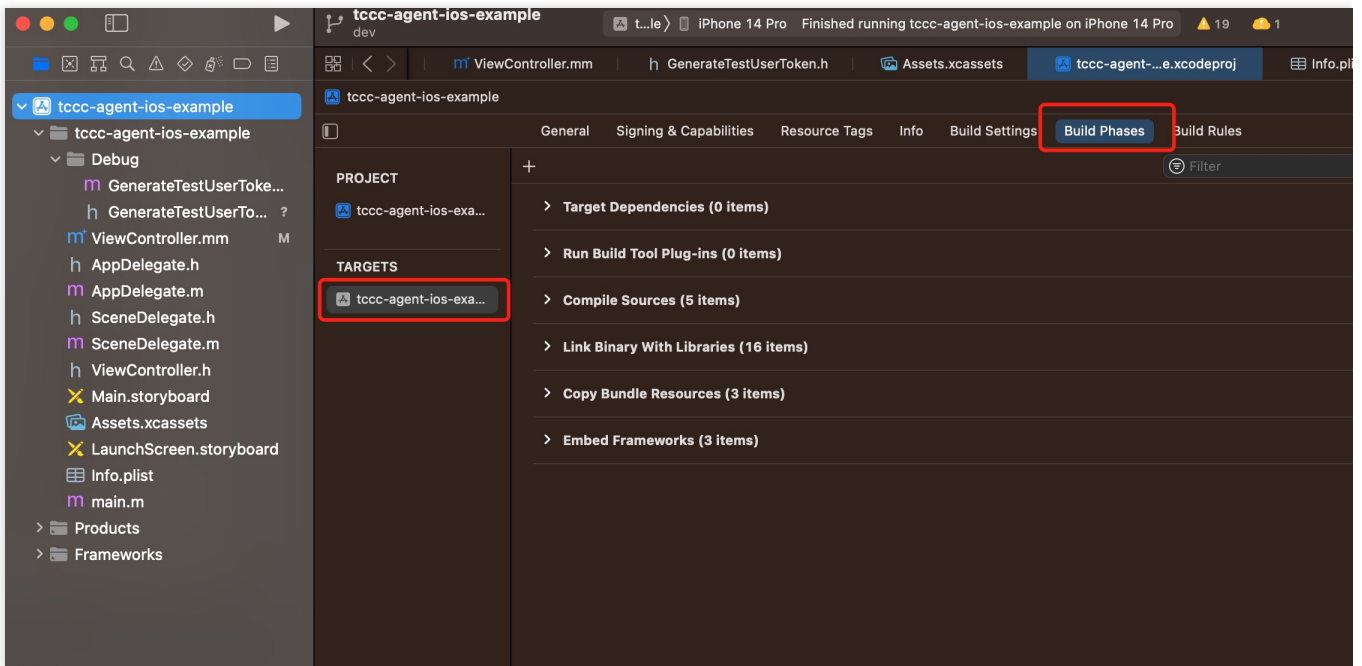 tccc-agent-ios-example
dev
t...le 〉 iPhone 14 Pro Finished running tccc-agent-ios-example on iPhone 14 Pro 19 1
ViewController.mm
GenerateTestUserToken.h
Assets.xcassets
tccc-agent-...e.xcodeproj
Info.pli
tccc-agent-ios-example
tccc-agent-ios-example
tccc-agent-ios-example
Debug
m GenerateTestUserToke...
h GenerateTestUserTo... ?
m ViewController.mm M
h AppDelegate.h
m AppDelegate.m
h SceneDelegate.h
m SceneDelegate.m
h ViewController.h
Main.storyboard
Assets.xcassets
LaunchScreen.storyboard
Info.plist
m main.m
Products
Frameworks
General Signing & Capabilities Resource Tags Info Build Settings Build Phases Build Rules
PROJECT
tccc-agent-ios-exa...
TARGETS
tccc-agent-ios-exa...
+ Filter
Target Dependencies (0 items)
Run Build Tool Plug-ins (0 items)
Compile Sources (5 items)
Link Binary With Libraries (16 items)
Copy Bundle Resources (3 items)
Embed Frameworks (3 items)